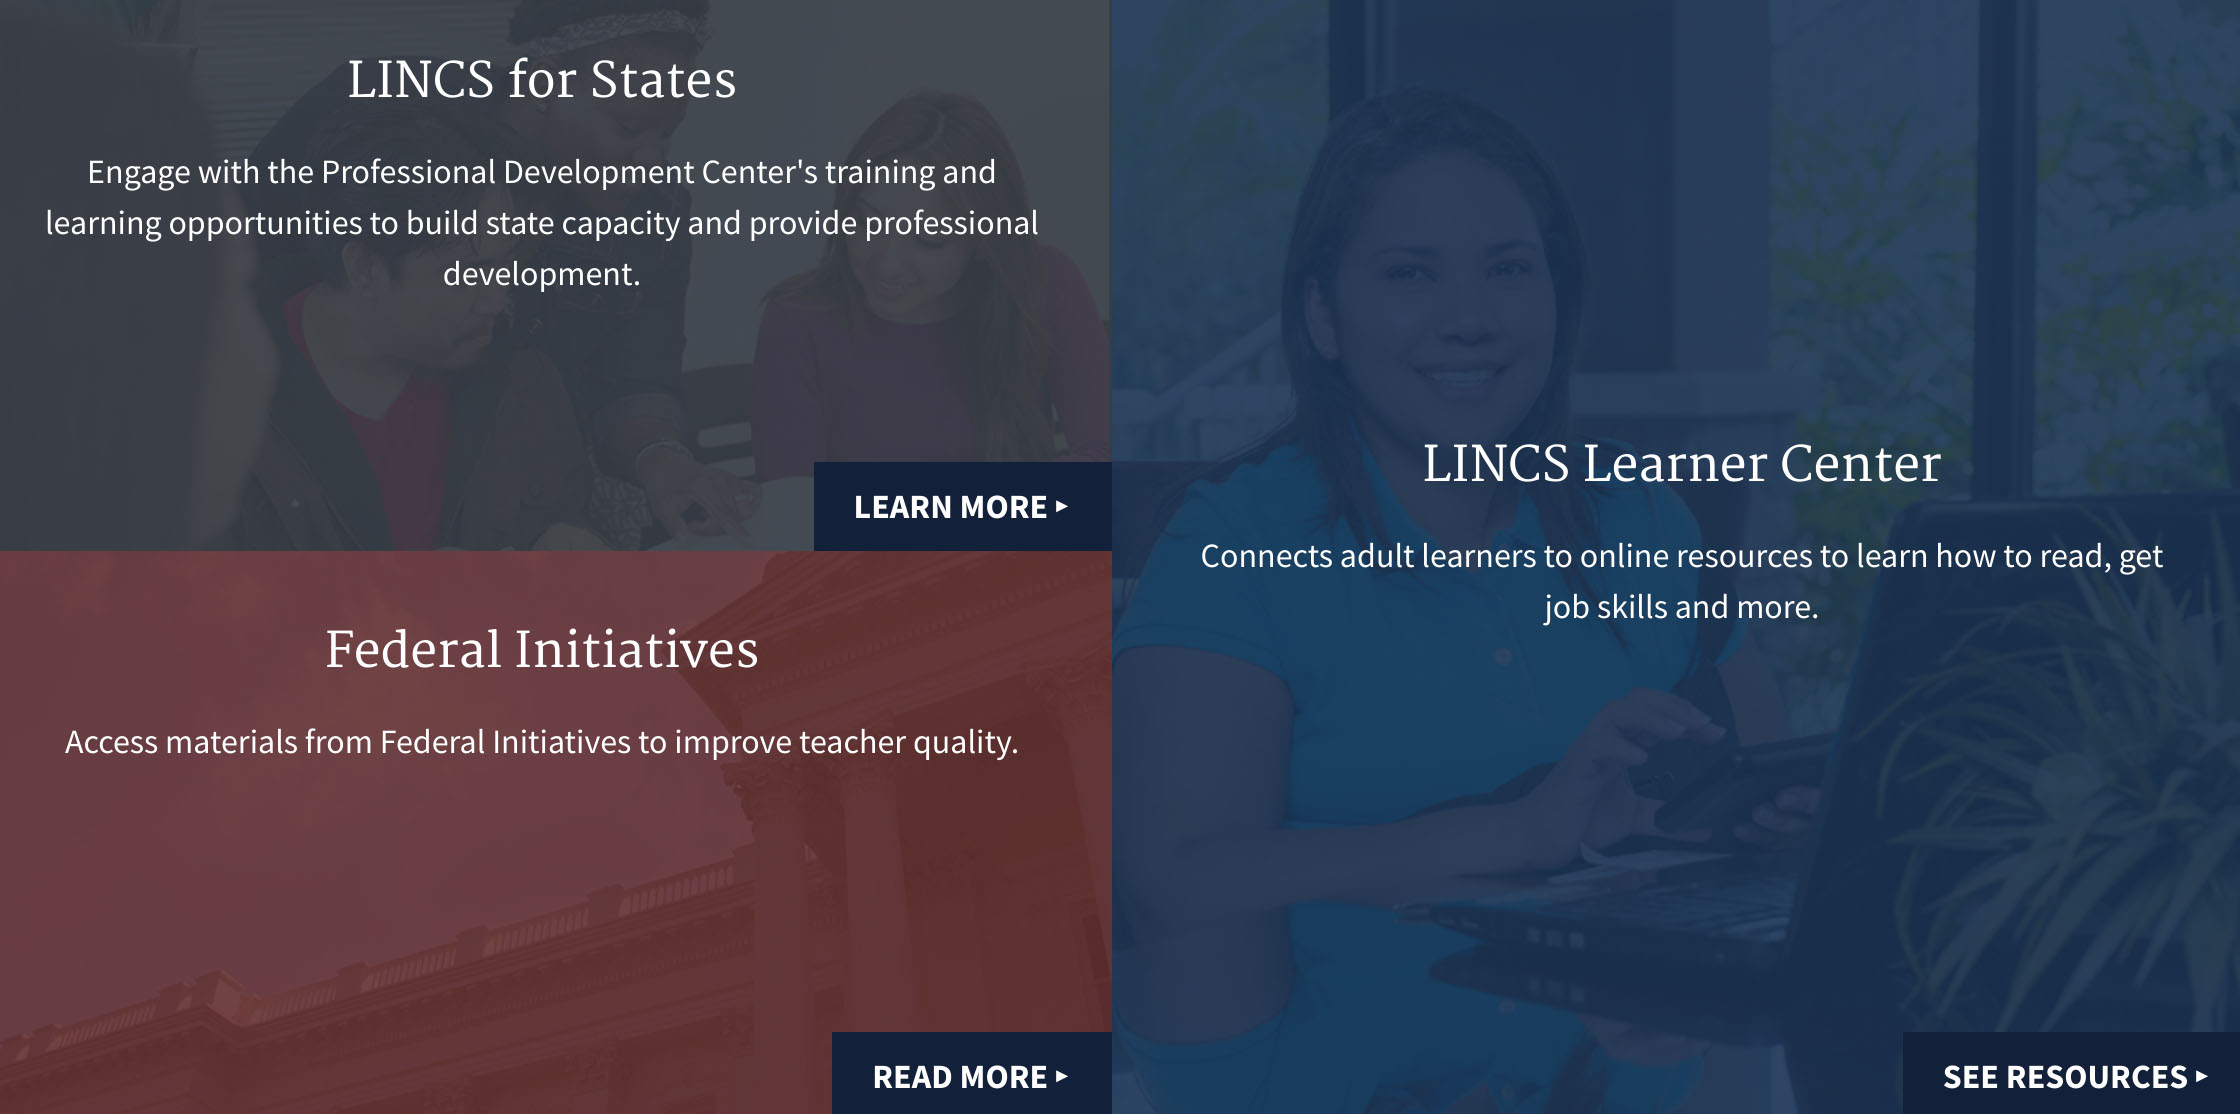 LINCS for States
Engage with the Professional Development Center's training and
learning opportunities to build state capacity and provide professional
development.
LEARN MORE ▸
Federal Initiatives
Access materials from Federal Initiatives to improve teacher quality.
READ MORE ▸
LINCS Learner Center
Connects adult learners to online resources to learn how to read, get
job skills and more.
SEE RESOURCES ▸